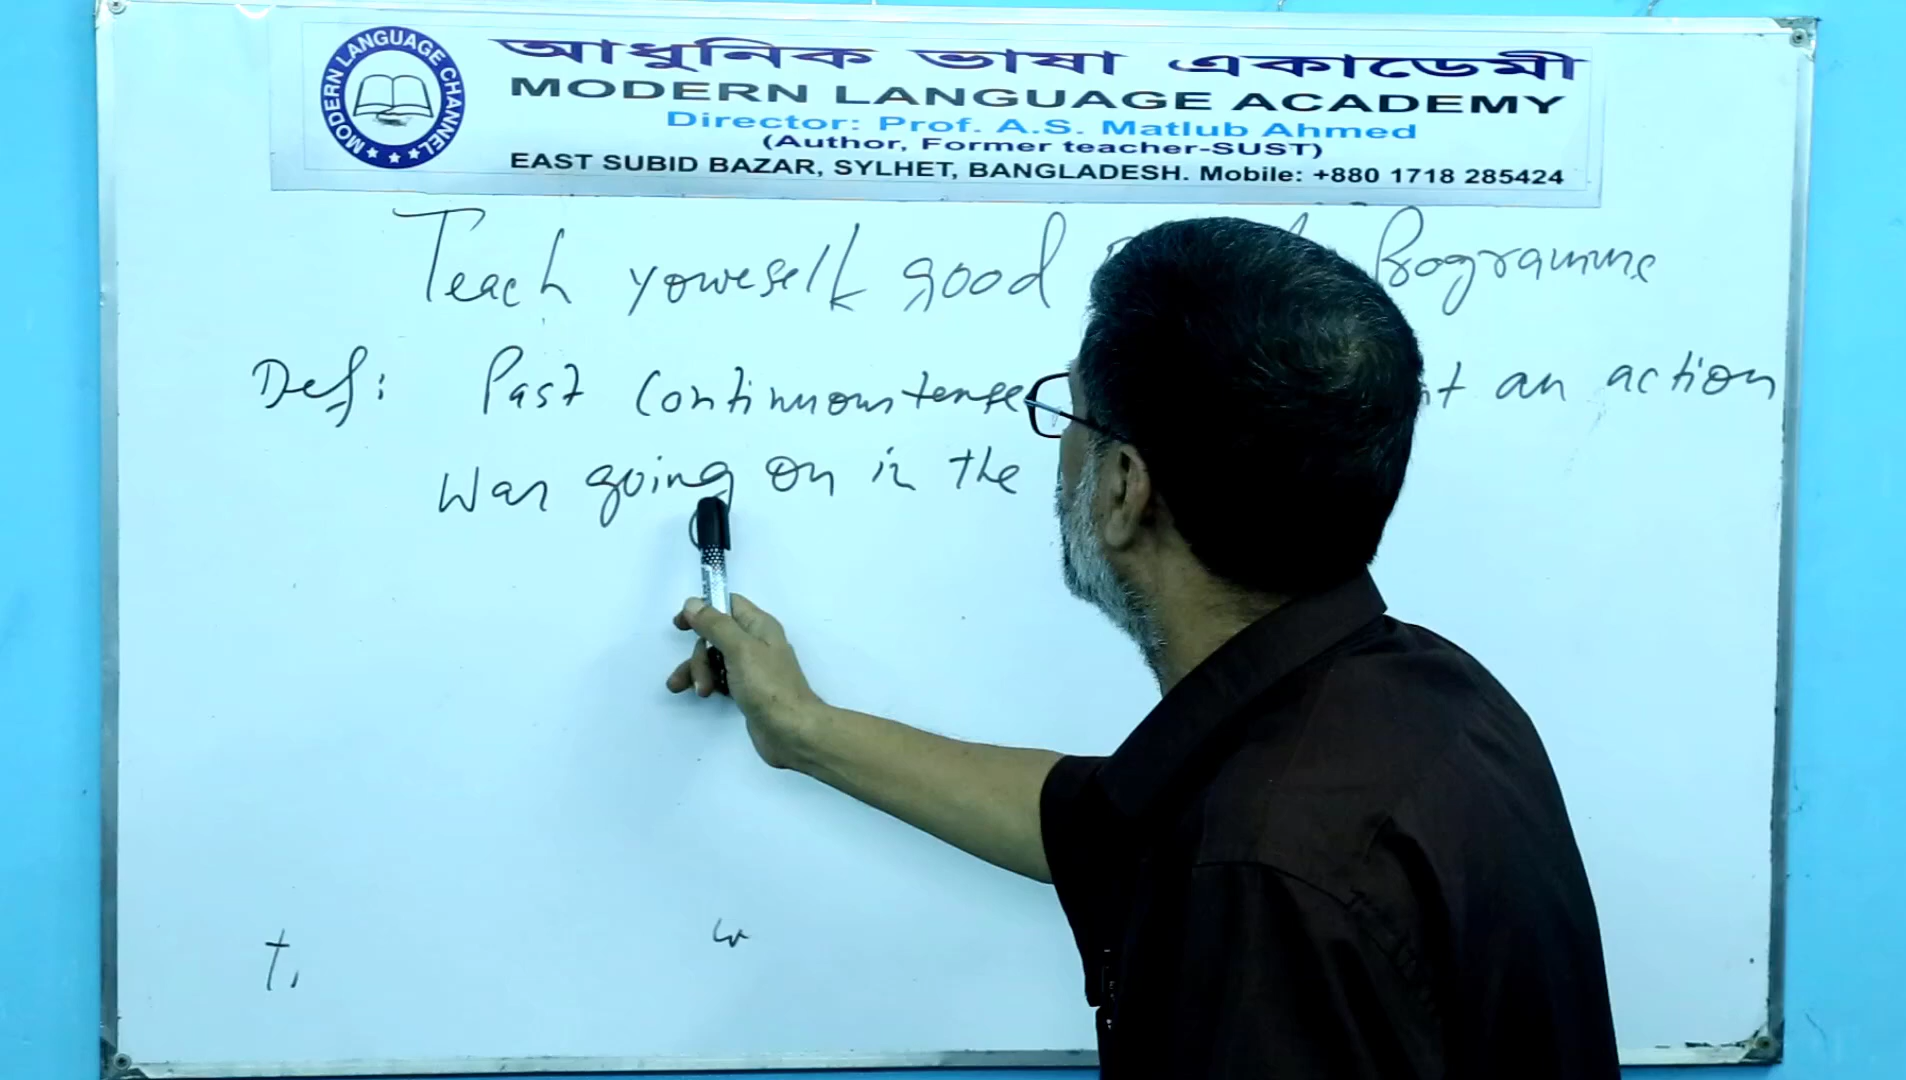 MODERN LANGUAGE CHANNEL
আধুনিক ভাষা একাডেমী
MODERN LANGUAGE ACADEMY
Director: Prof. A.S. Matlub Ahmed
(Author, Former teacher-SUST)
EAST SUBID BAZAR, SYLHET, BANGLADESH. Mobile: +880 1718 285424
Teach yoweself good Programme
Def: Past Continuous tense an action
was going on in the